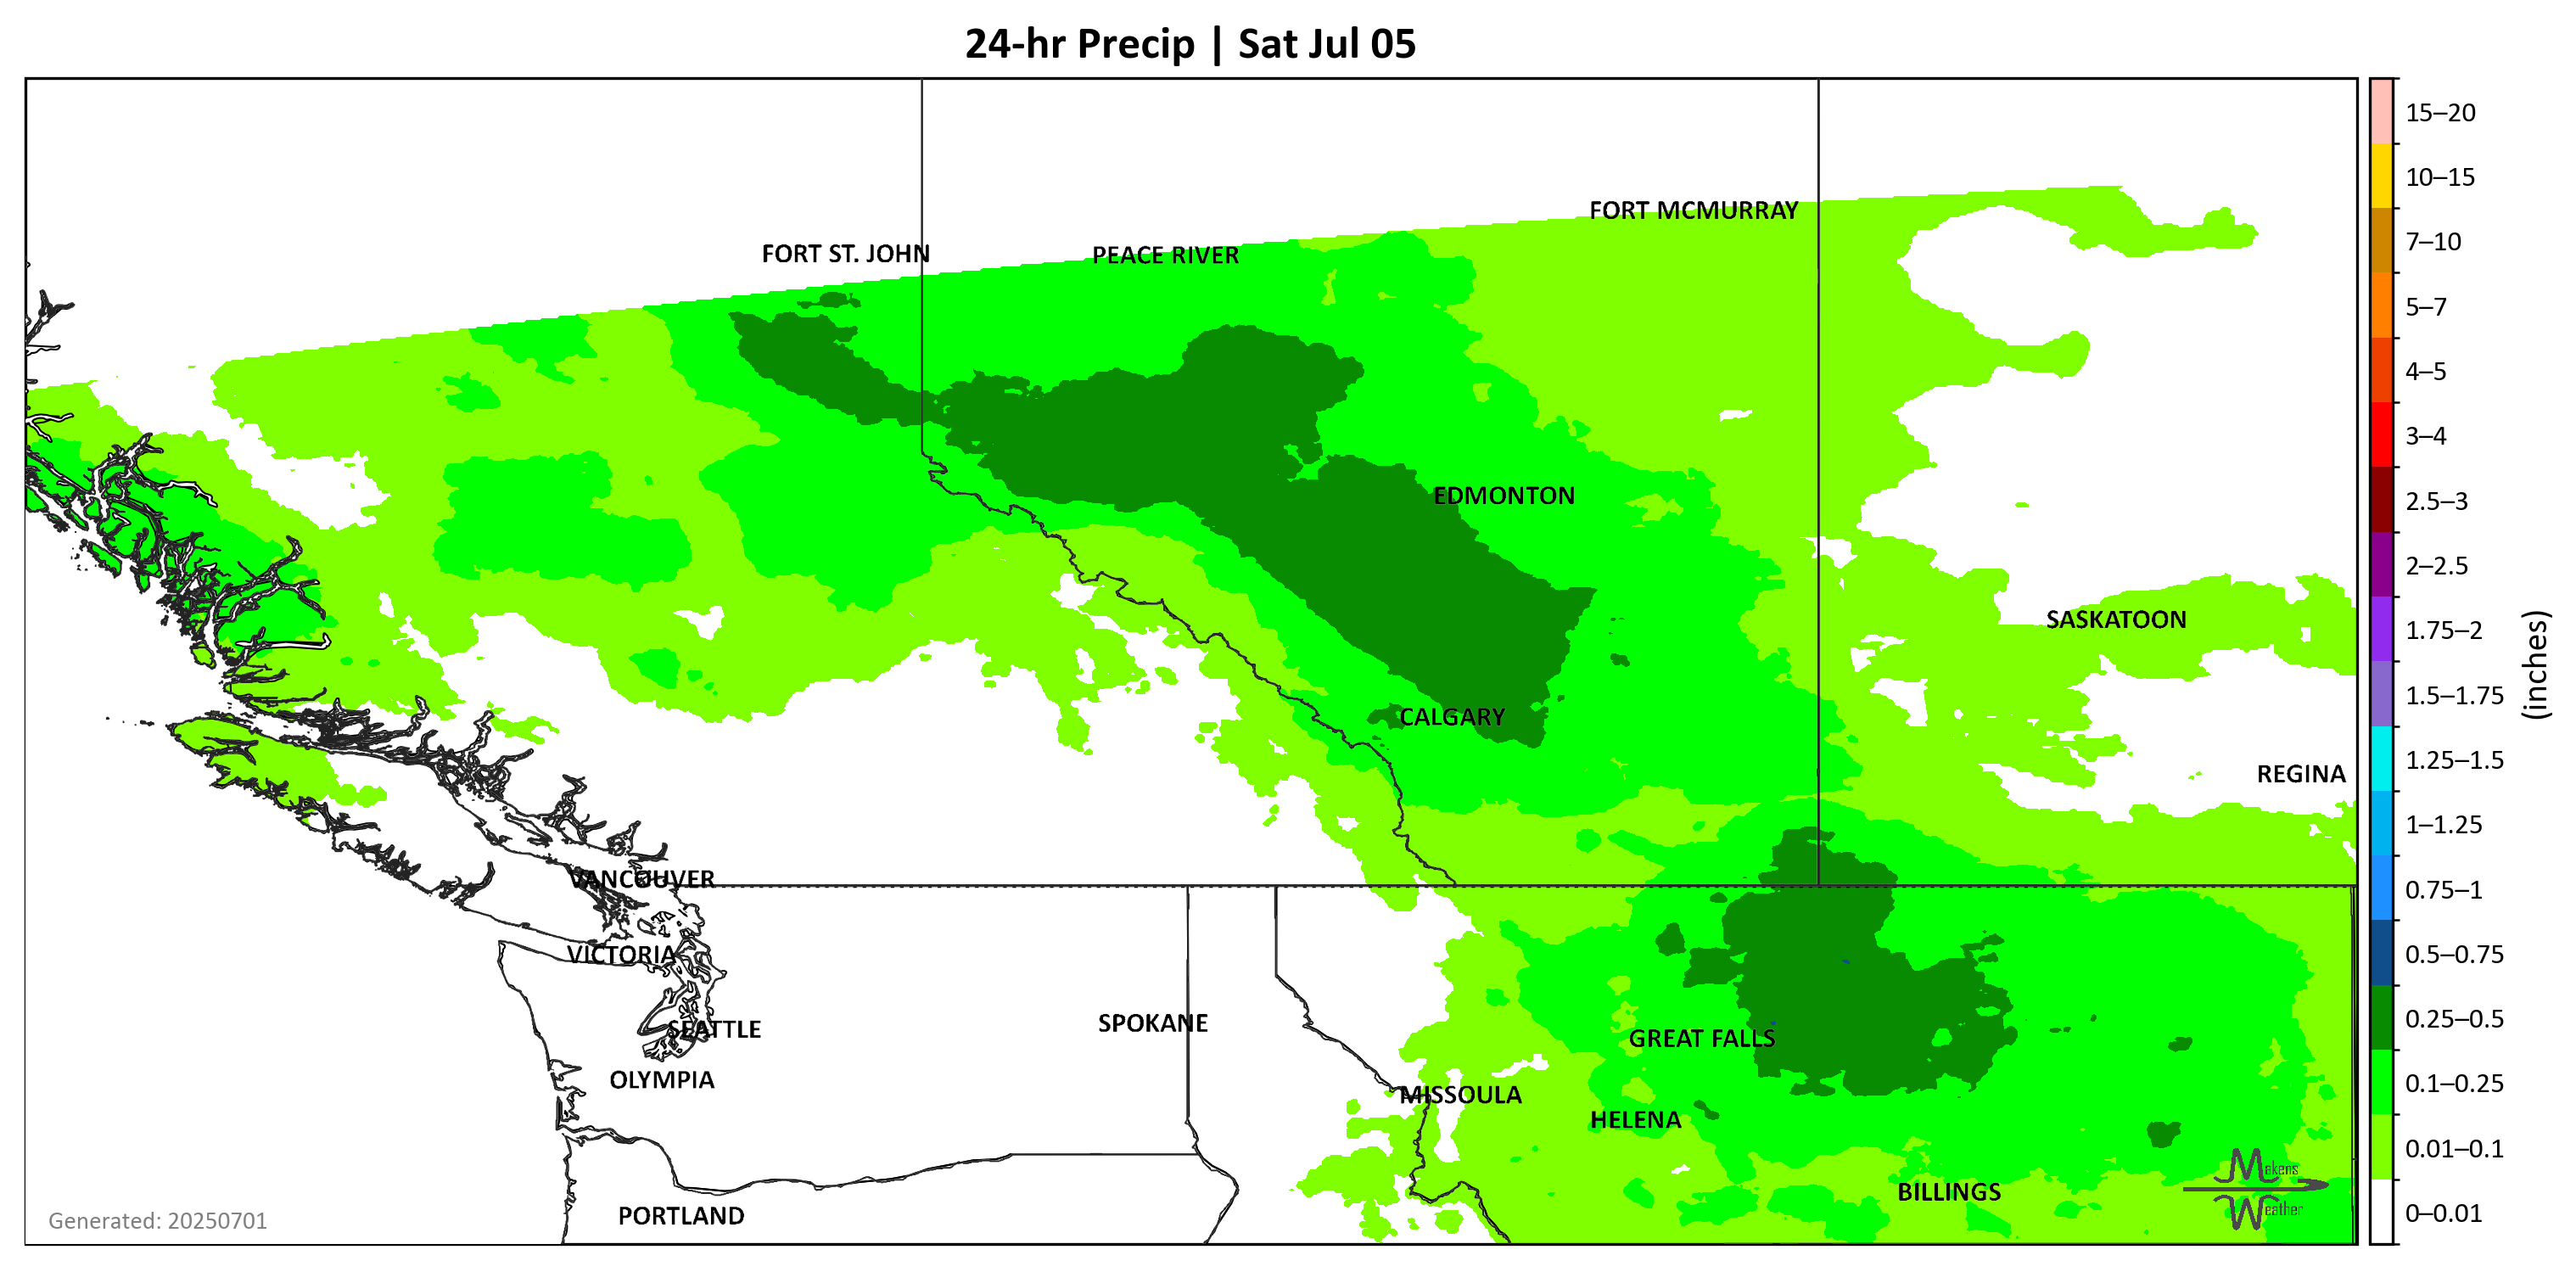 24-hr Precip | Sat Jul 05
15–20
10–15
7–10
5–7
4–5
3–4
2.5–3
2–2.5
1.75–2
1.5–1.75
1.25–1.5
1–1.25
0.75–1
0.5–0.75
0.25–0.5
0.1–0.25
0.01–0.1
0–0.01
(inches)
FORT MCMURRAY
FORT ST. JOHN
PEACE RIVER
EDMONTON
SASKATOON
CALGARY
REGINA
VANCOUVER
VICTORIA
SPOKANE
SEATTLE
GREAT FALLS
OLYMPIA
MISSOULA
HELENA
BILLINGS
PORTLAND
Makens
Weather
Generated: 20250701